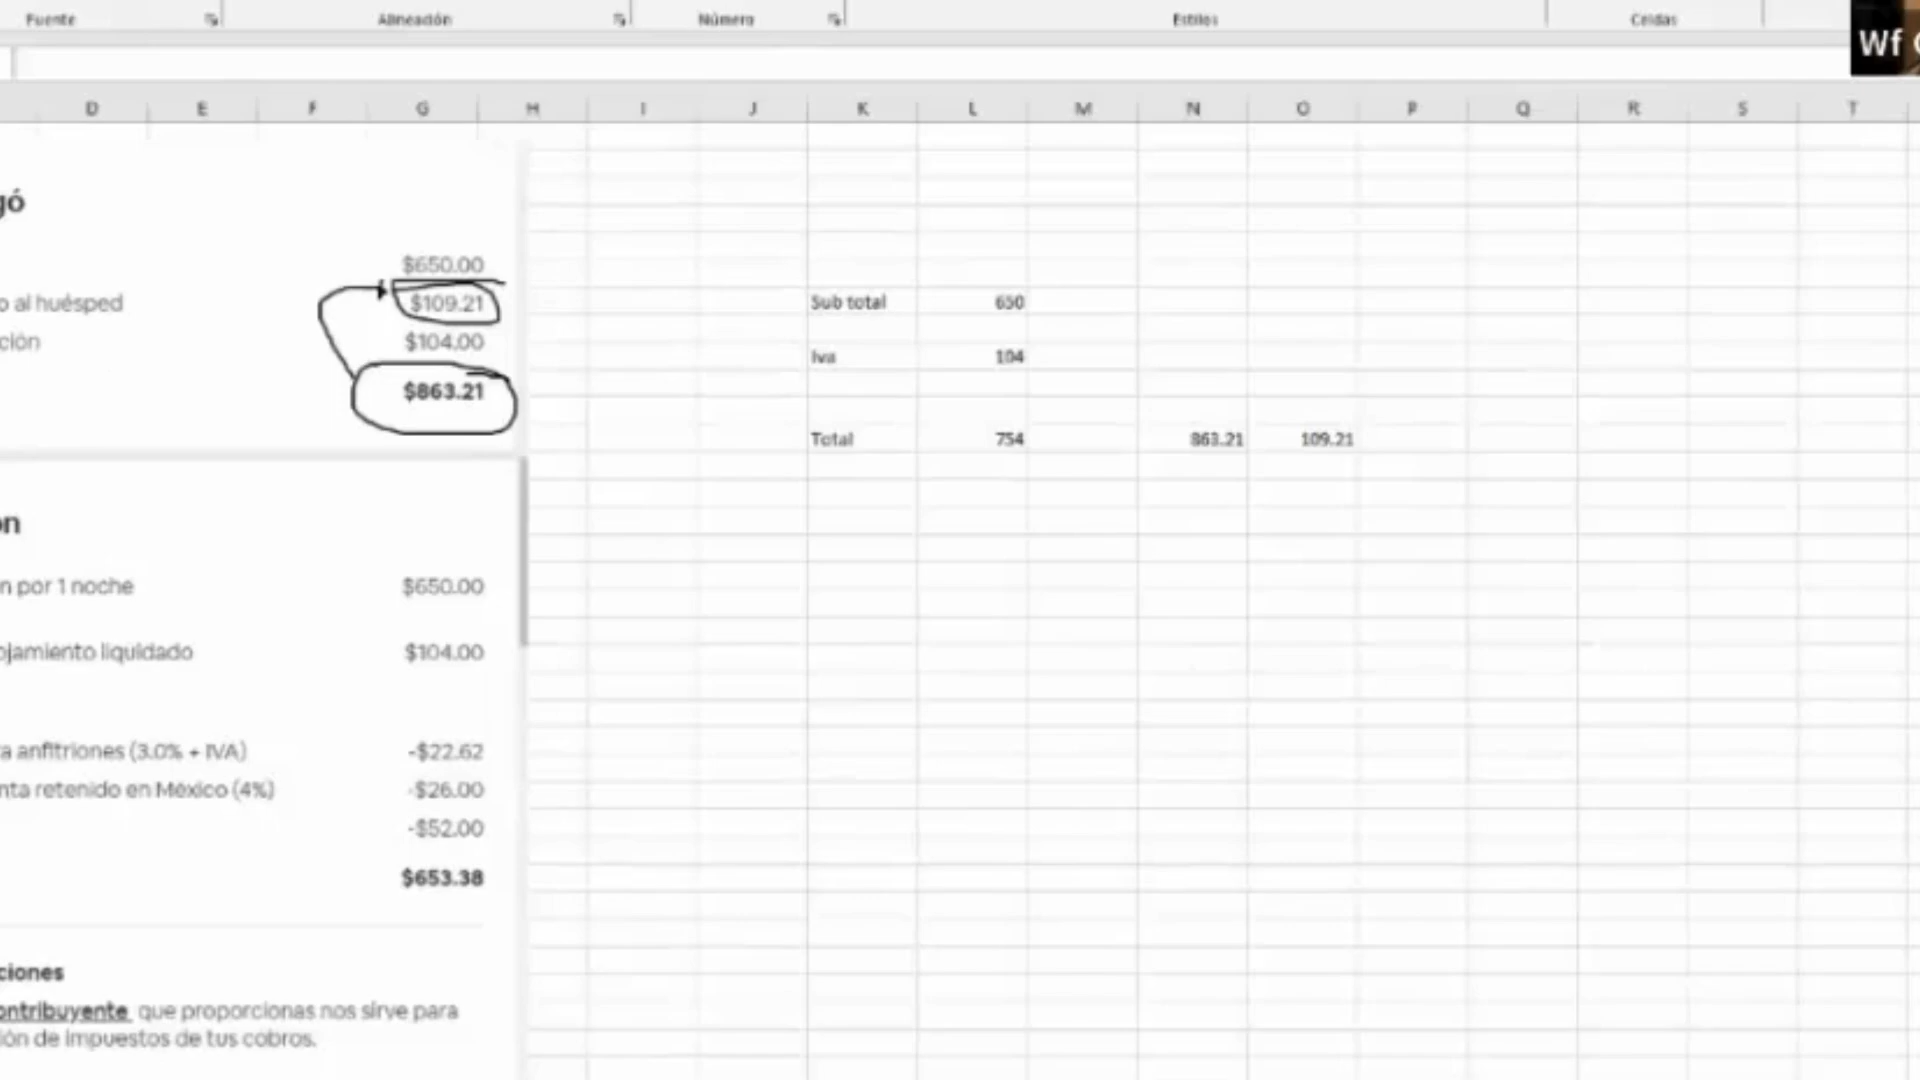 Fuente Alineación Número Estilos Celdas
Wf
D E F G H I J K L M N O P Q R S T
gó
$650.00
o al huésped $109.21
ción $104.00
$863.21
Sub total 650
Iva 104
Total 754 863.21 109.21
ón
n por 1 noche $650.00
ojamiento liquidado $104.00
a anfitriones (3.0% + IVA) -$22.62
nta retenido en México (4%) -$26.00
-$52.00
$653.38
ciones
ontribuyente que proporcionas nos sirve para
ión de impuestos de tus cobros.